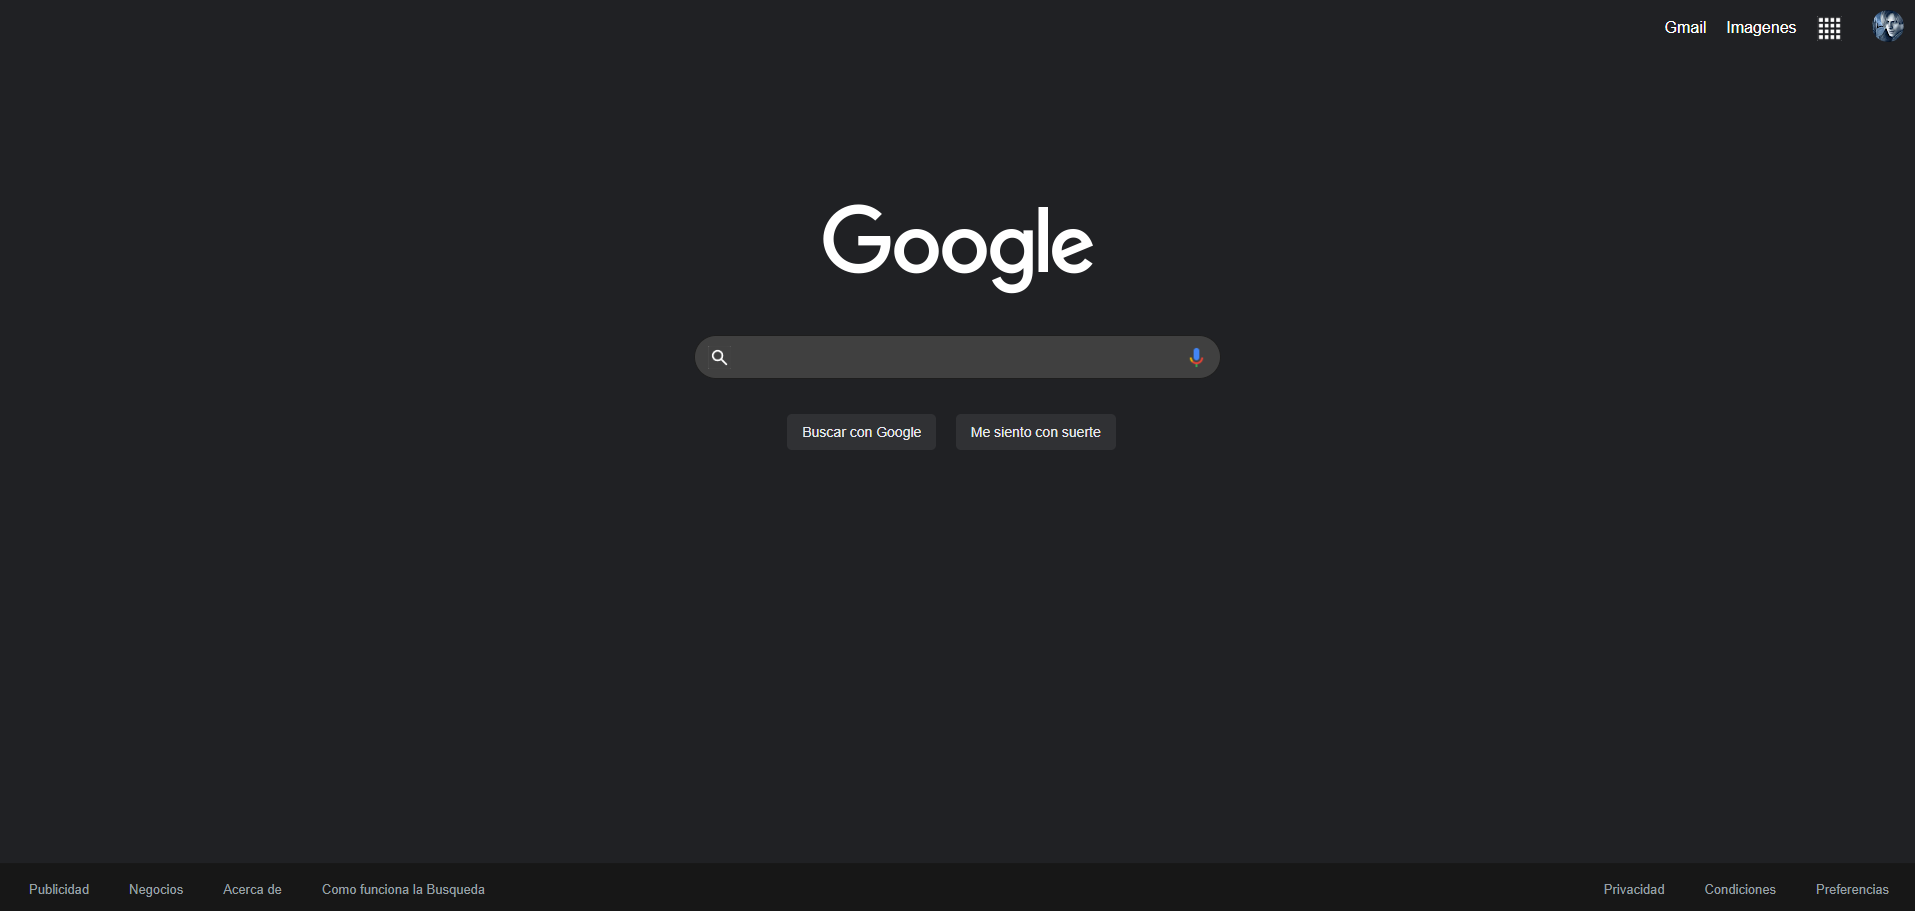 Gmail Imagenes
Google
Buscar con Google Me siento con suerte
Publicidad Negocios Acerca de Como funciona la Busqueda Privacidad Condiciones Preferencias